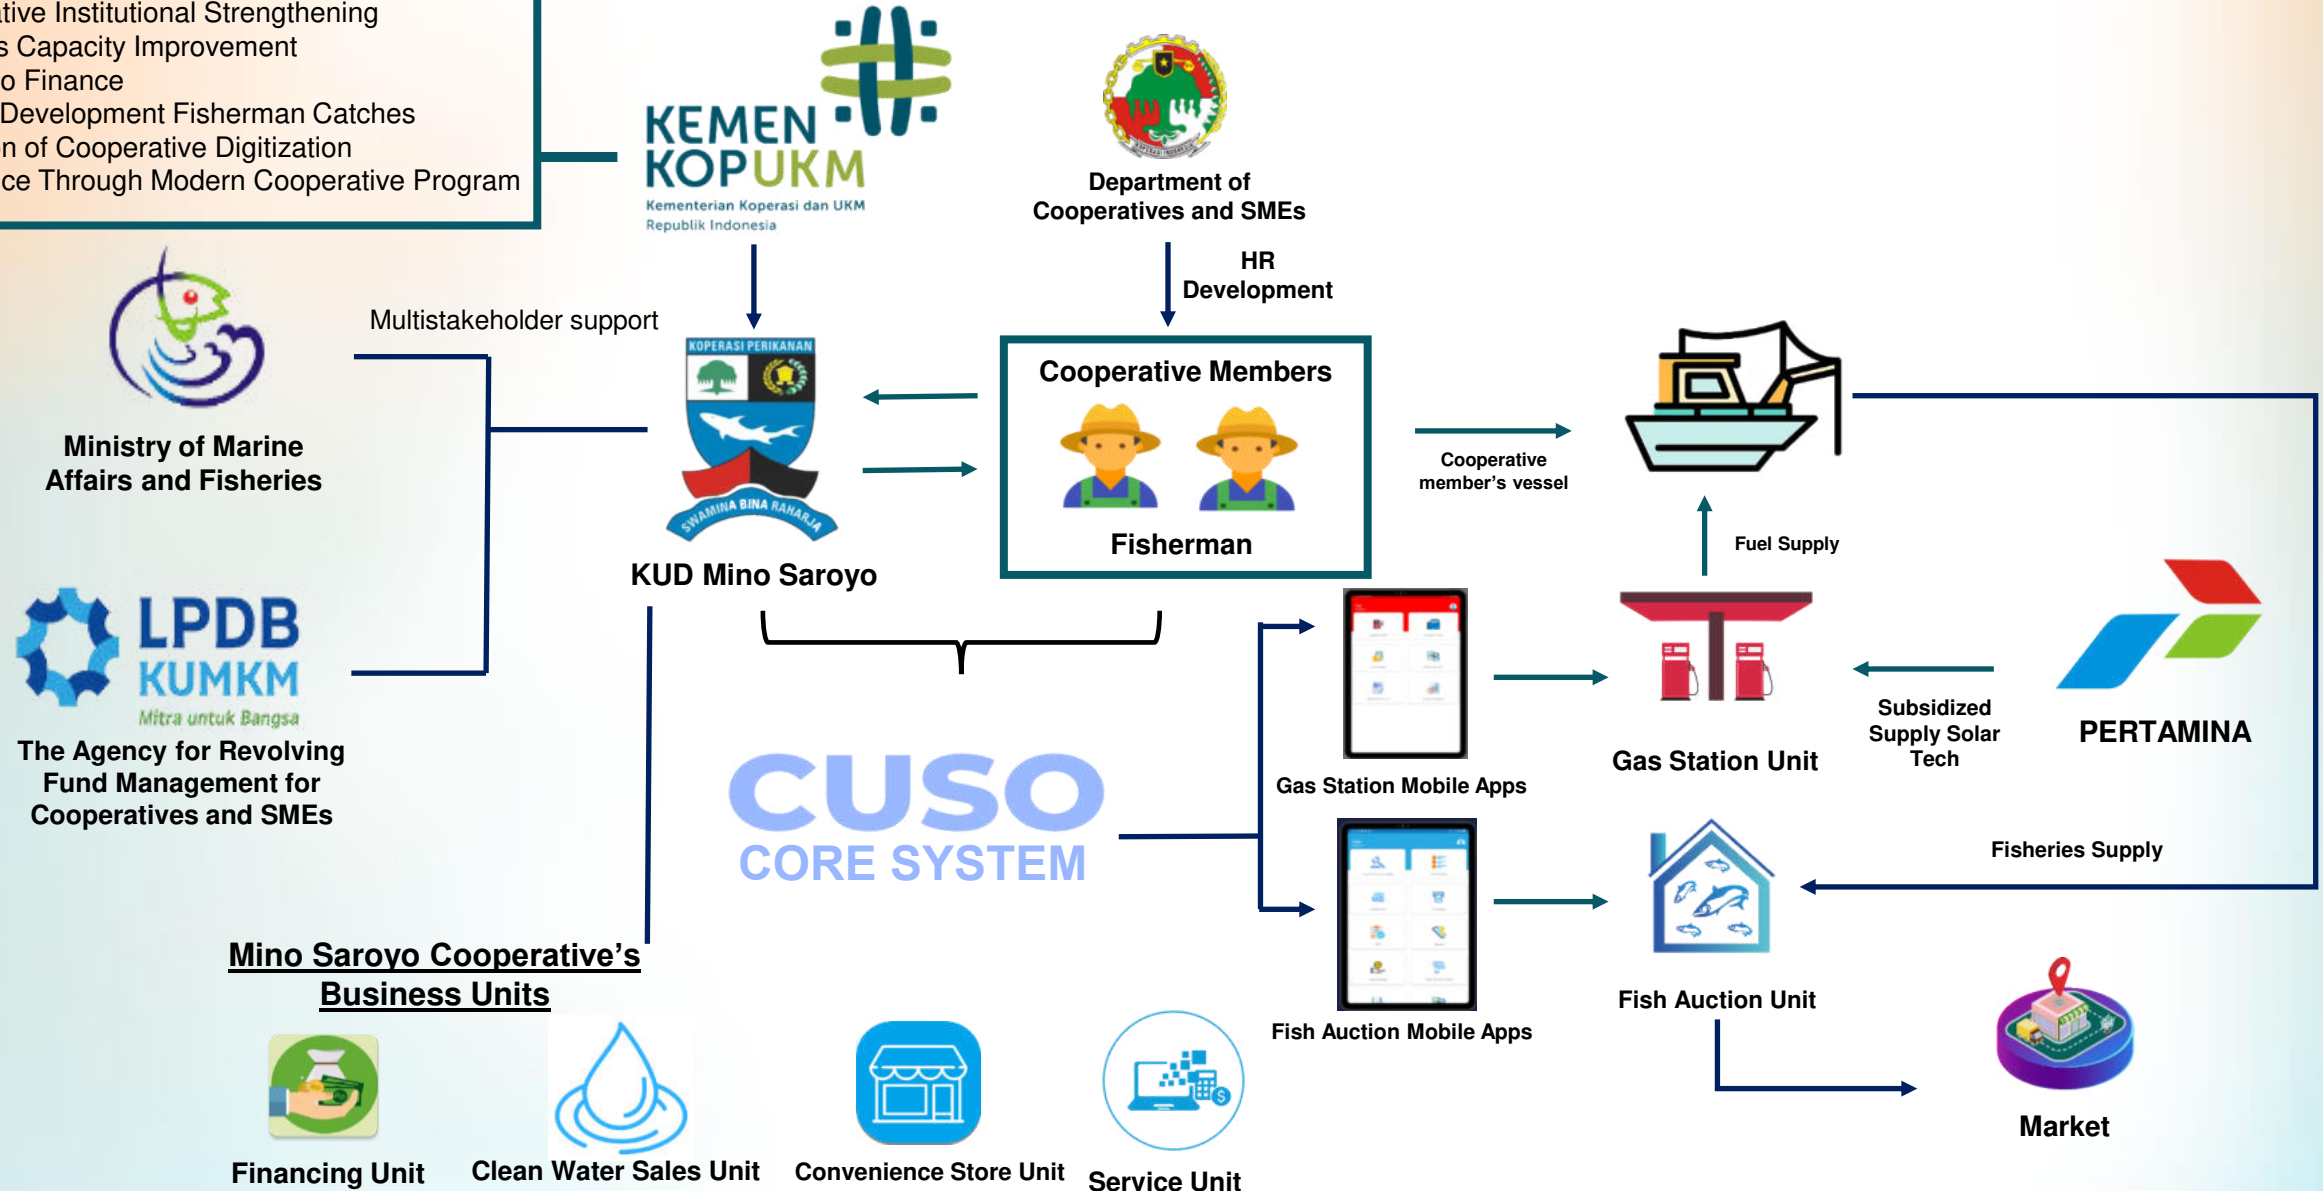 ative Institutional Strengthening
s Capacity Improvement
o Finance
Development Fisherman Catches
on of Cooperative Digitization
ce Through Modern Cooperative Program
KEMEN
KOPUKM
Kementerian Koperasi dan UKM
Republik Indonesia
KOPERASI INDONESIA
Department of
Cooperatives and SMEs
HR
Development
Multistakeholder support
Ministry of Marine
Affairs and Fisheries
KOPERASI PERIKANAN
SWAMINA BINA RAHARJA
KUD Mino Saroyo
Cooperative Members
Fisherman
Cooperative
member's vessel
Fuel Supply
LPDB
KUMKM
Mitra untuk Bangsa
The Agency for Revolving
Fund Management for
Cooperatives and SMEs
CUSO
CORE SYSTEM
Gas Station Mobile Apps
Gas Station Unit
Subsidized
Supply Solar
Tech
PERTAMINA
Fisheries Supply
Fish Auction Mobile Apps
Fish Auction Unit
Market
Mino Saroyo Cooperative's
Business Units
Rp
$
Financing Unit
Clean Water Sales Unit
Convenience Store Unit
Service Unit